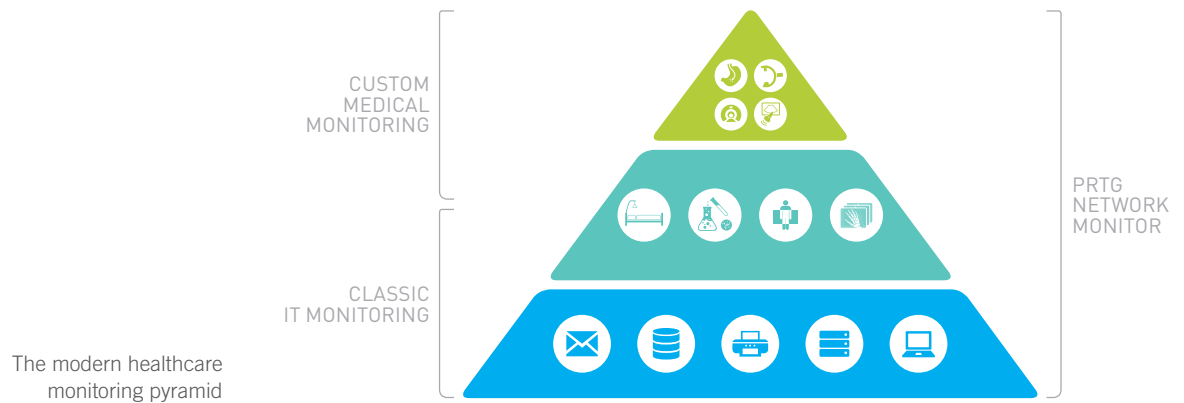 CUSTOM
MEDICAL
MONITORING
CLASSIC
IT MONITORING
PRTG
NETWORK
MONITOR
The modern healthcare
monitoring pyramid